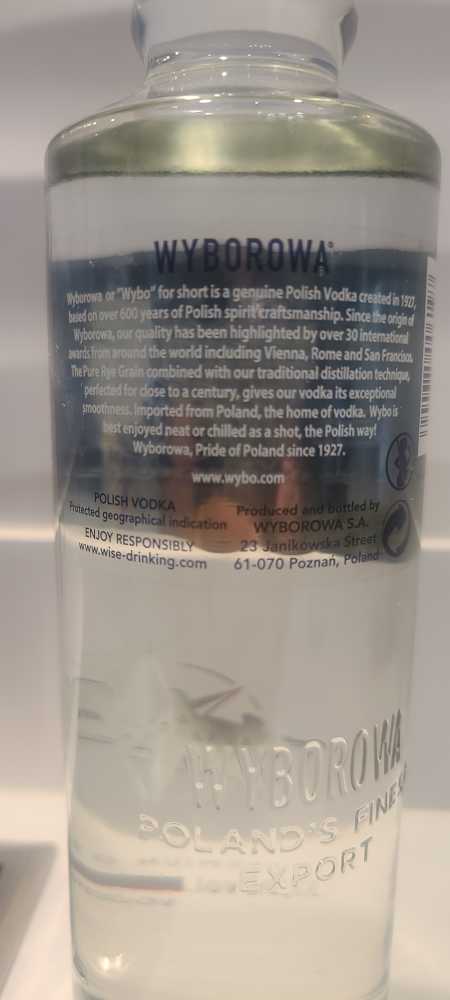 WYBOROWA®
Wyborowa or "Wybo" for short is a genuine Polish Vodka created in 1927,
based on over 600 years of Polish spirit craftsmanship. Since the origin of
Wyborowa, our quality has been highlighted by over 30 international
awards from around the world including Vienna, Rome and San Francisco.
The Pure Rye Grain combined with our traditional distillation technique,
perfected for close to a century, gives our vodka its exceptional
smoothness. Imported from Poland, the home of vodka. Wybo is
best enjoyed neat or chilled as a shot, the Polish way!
Wyborowa, Pride of Poland since 1927.
www.wybo.com
POLISH VODKA
Protected geographical indication
ENJOY RESPONSIBLY
www.wise-drinking.com
Produced and bottled by
WYBOROWA S.A.
23 Janikowska Street
61-070 Poznań, Poland
WYBOROWA
POLAND'S FINEST
EXPORT